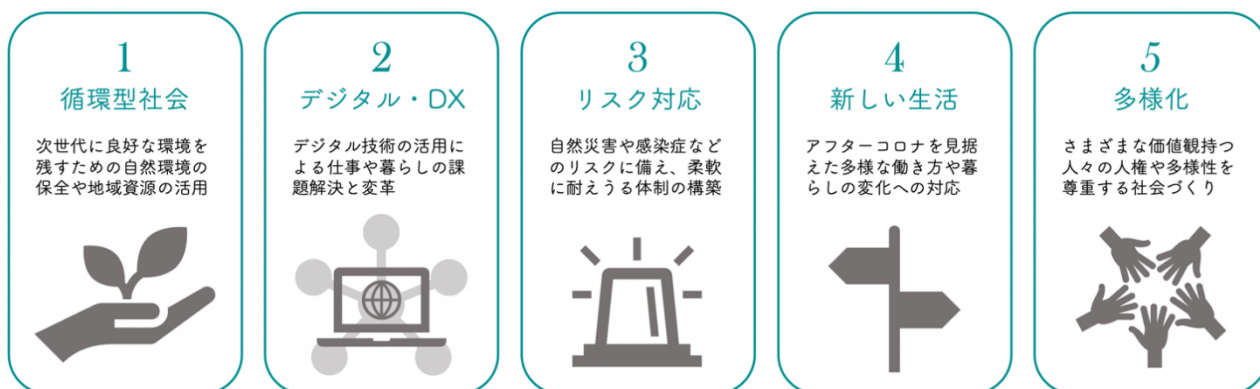 1
循環型社会
次世代に良好な環境を
残すための自然環境の
保全や地域資源の活用
2
デジタル・DX
デジタル技術の活用に
よる仕事や暮らしの課
題解決と変革
3
リスク対応
自然災害や感染症など
のリスクに備え、柔軟
に耐えうる体制の構築
4
新しい生活
アフターコロナを見据
えた多様な働き方や暮
らしの変化への対応
5
多様化
さまざまな価値観持つ
人々の人権や多様性を
尊重する社会づくり